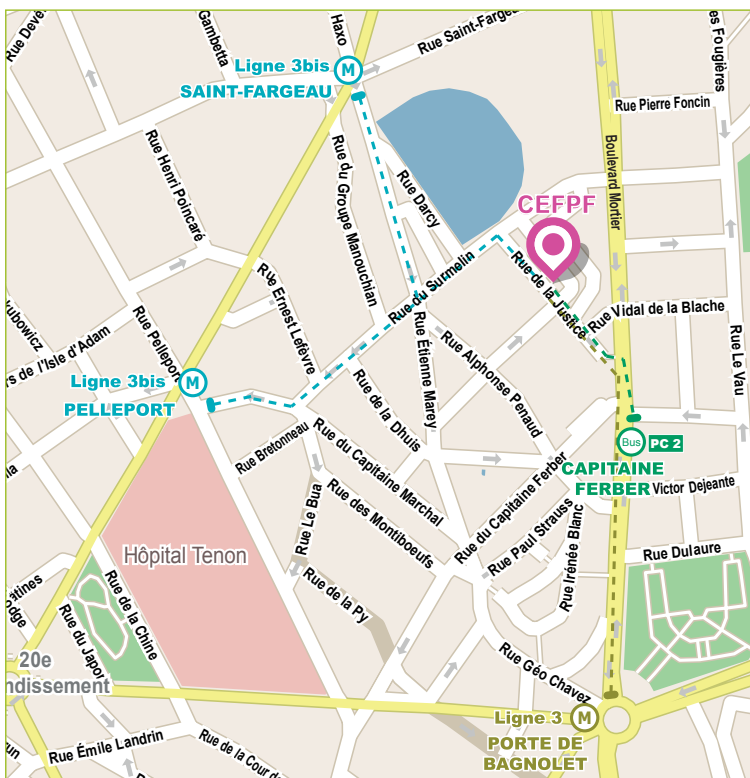 Rue Devé
Gambetta
Haxo
Rue Saint-Fargeau
es Fougères
Ligne 3bis M
SAINT-FARGEAU
Rue Pierre Foncin
Rue Henri Poincaré
Rue du Groupe Manouchian
Rue Darcy
Boulevard Mortier
CEFPF
Rue du Surmelin
Rue de la Justice
Rue Ernest Lefèvre
kubowicz
Rue Pelleport
rs de l'Isle d'Adam
Rue Vidal de la Blache
Rue Étienne Marey
Rue Alphonse Penaud
Rue Le Vau
Ligne 3bis M
PELLEPORT
Rue de la Dhuis
Rue Bretonneau
Rue du Capitaine Marchal
Bus PC 2
CAPITAINE
FERBER
Victor Dejeante
Rue du Capitaine Ferber
Rue Le Bua
Rue des Montiboeufs
Rue Paul Strauss
Rue Irénée Blanc
Hôpital Tenon
Rue Dulaure
Rue de la Chine
Rue de la Py
âtines
odge
Rue du Japon
20e
ndissement
Rue Géo Chavez
Ligne 3 M
PORTE DE
BAGNOLET
Rue Émile Landrin
Rue de la Cour de
run